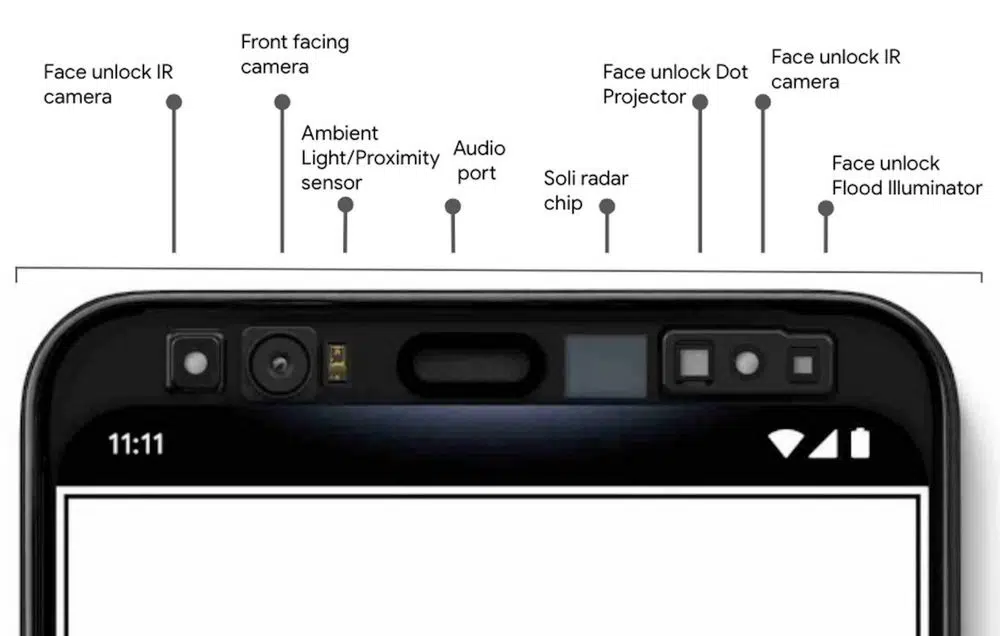 Face unlock IR
camera
Front facing
camera
Ambient
Light/Proximity
sensor
Audio
port
Soli radar
chip
Face unlock Dot
Projector
Face unlock IR
camera
Face unlock
Flood Illuminator
11:11